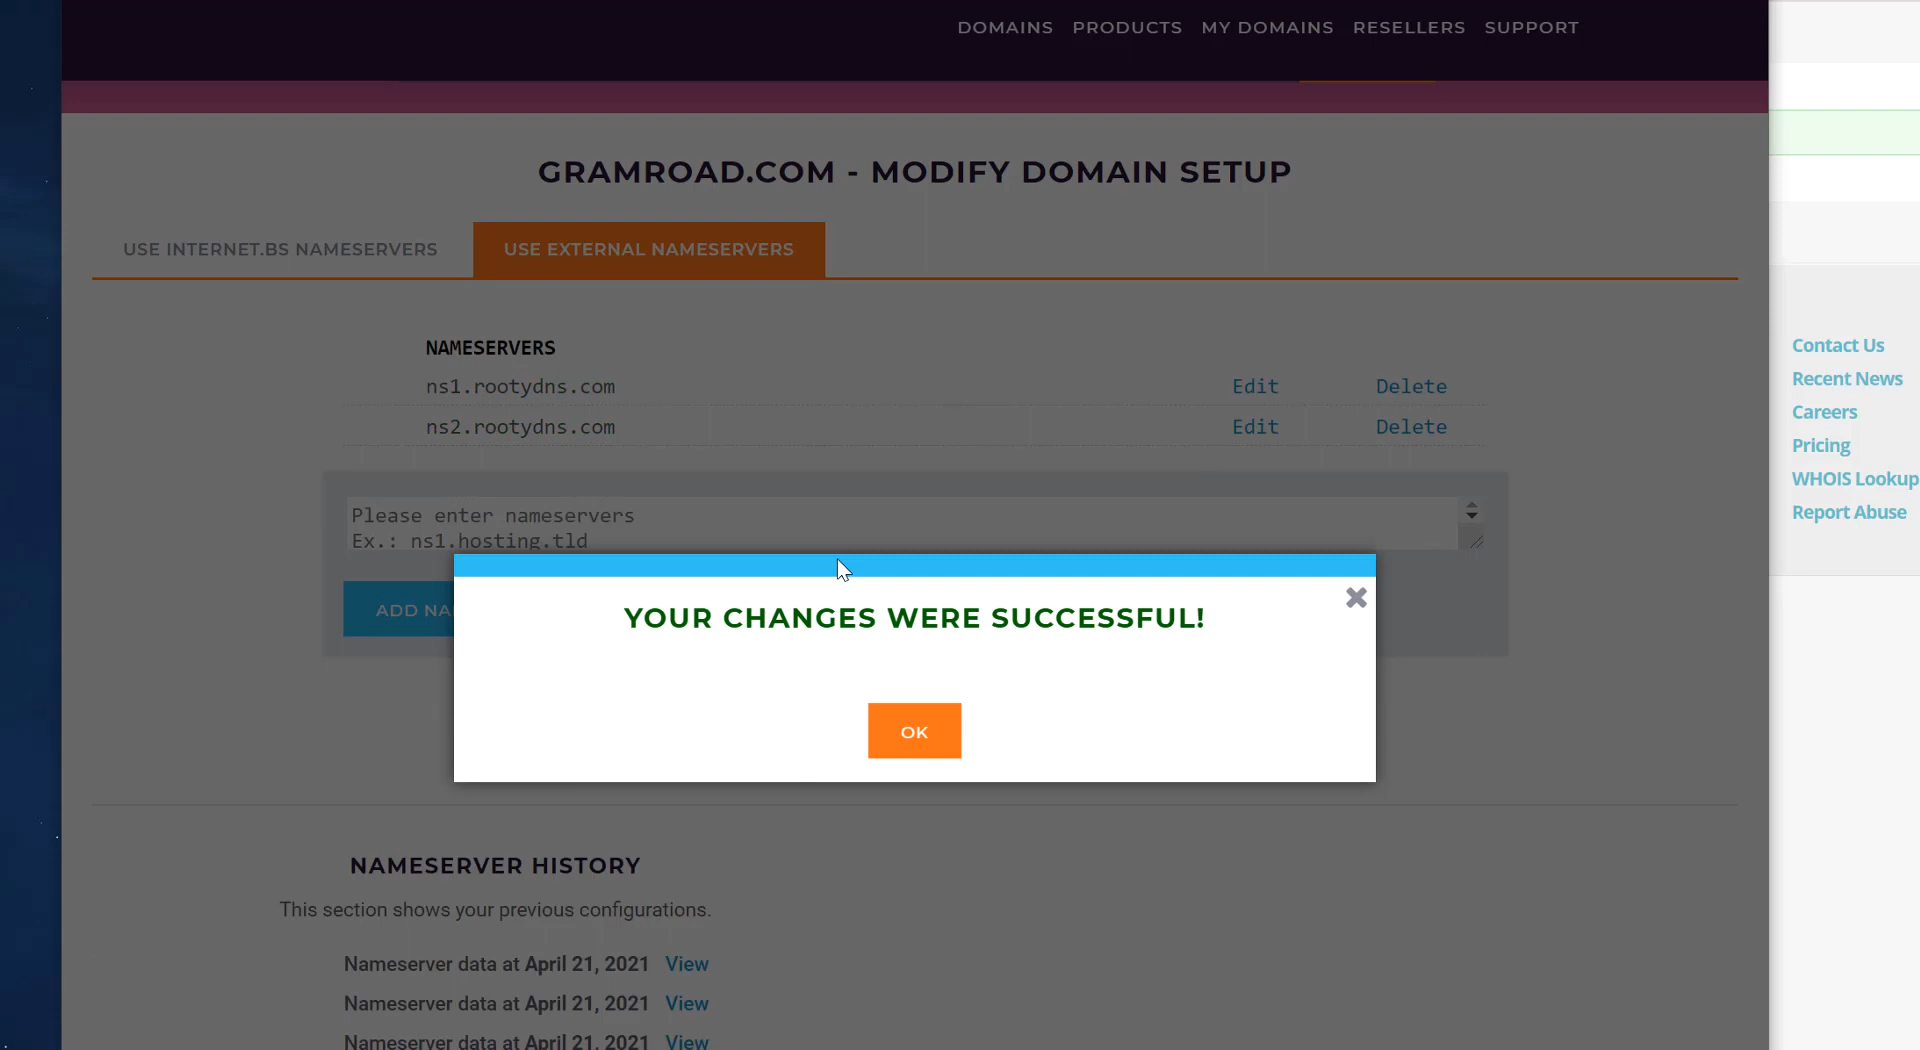 DOMAINS PRODUCTS MY DOMAINS RESELLERS SUPPORT
GRAMROAD.COM - MODIFY DOMAIN SETUP
USE INTERNET.BS NAMESERVERS USE EXTERNAL NAMESERVERS
NAMESERVERS
ns1.rootydns.com Edit Delete
ns2.rootydns.com Edit Delete
Please enter nameservers
Ex.: ns1.hosting.tld
ADD NA
YOUR CHANGES WERE SUCCESSFUL!
OK
NAMESERVER HISTORY
This section shows your previous configurations.
Nameserver data at April 21, 2021 View
Nameserver data at April 21, 2021 View
Nameserver data at April 21, 2021 View
Contact Us
Recent News
Careers
Pricing
WHOIS Lookup
Report Abuse